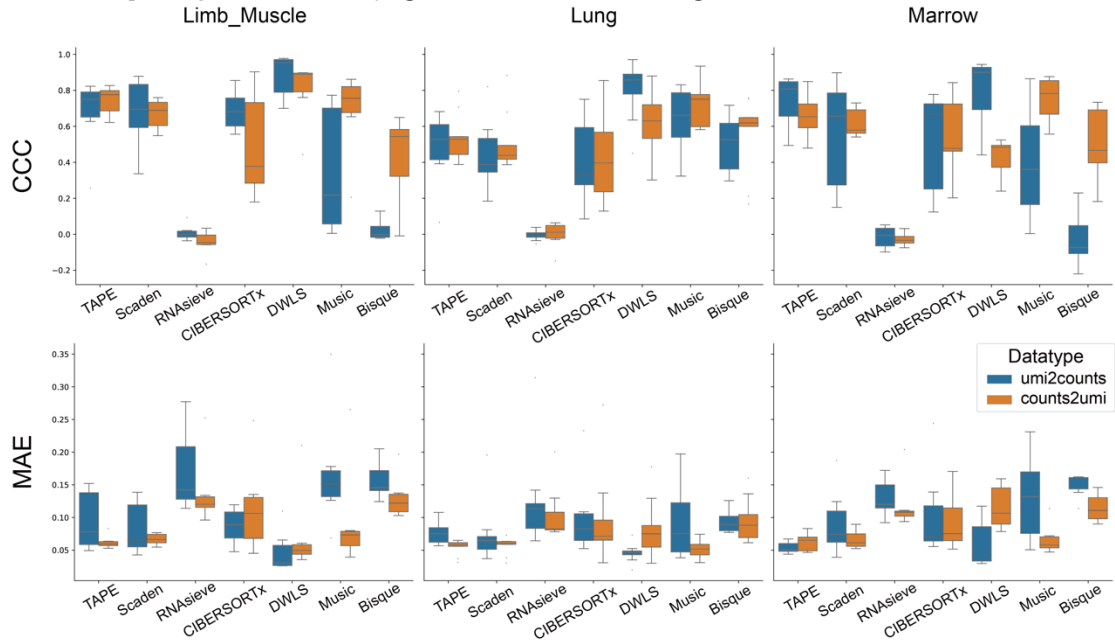 Limb_Muscle Lung Marrow
CCC
1.0
0.8
0.6
0.4
0.2
0.0
−0.2
TAPE Scaden RNAsieve CIBERSORTx DWLS Music Bisque
TAPE Scaden RNAsieve CIBERSORTx DWLS Music Bisque
TAPE Scaden RNAsieve CIBERSORTx DWLS Music Bisque
MAE
0.35
0.30
0.25
0.20
0.15
0.10
0.05
Datatype
umi2counts
counts2umi
TAPE Scaden RNAsieve CIBERSORTx DWLS Music Bisque
TAPE Scaden RNAsieve CIBERSORTx DWLS Music Bisque
TAPE Scaden RNAsieve CIBERSORTx DWLS Music Bisque